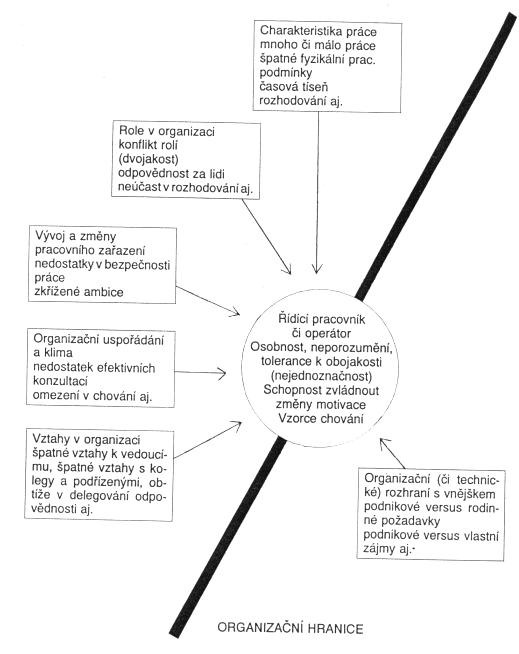 Charakteristika práce
mnoho či málo práce
špatné fyzikální prac.
podmínky
časová tíseň
rozhodování aj.
Role v organizaci
konflikt rolí
(dvojakost)
odpovědnost za lidi
neúčast v rozhodování aj.
Vývoj a změny
pracovního zařazení
nedostatky v bezpečnosti
práce
zkřížené ambice
Organizační uspořádání
a klima
nedostatek efektivních
konzultací
omezení v chování aj.
Vztahy v organizaci
špatné vztahy k vedoucí-
mu, špatné vztahy s ko-
legy a podřízenými, ob-
tíže v delegování odpo-
vědnosti aj.
Řídící pracovník
či operátor
Osobnost, neporozumění,
tolerance k obojakosti
(nejednoznačnost)
Schopnost zvládnout
změny motivace
Vzorce chování
Organizační (či technic-
ké) rozhraní s vnějškem
podnikové versus rodin-
né požadavky
podnikové versus vlastní
zájmy aj.
ORGANIZAČNÍ HRANICE